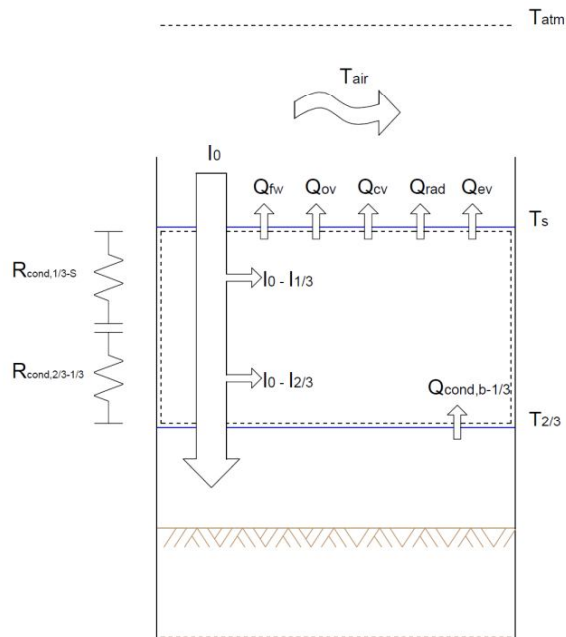 Tatm
Tair
I0
Qfw Qov Qcv Qrad Qev
Ts
Rcond,1/3-S
I0 - I1/3
Rcond,2/3-1/3
I0 - I2/3
Qcond,b-1/3
T2/3